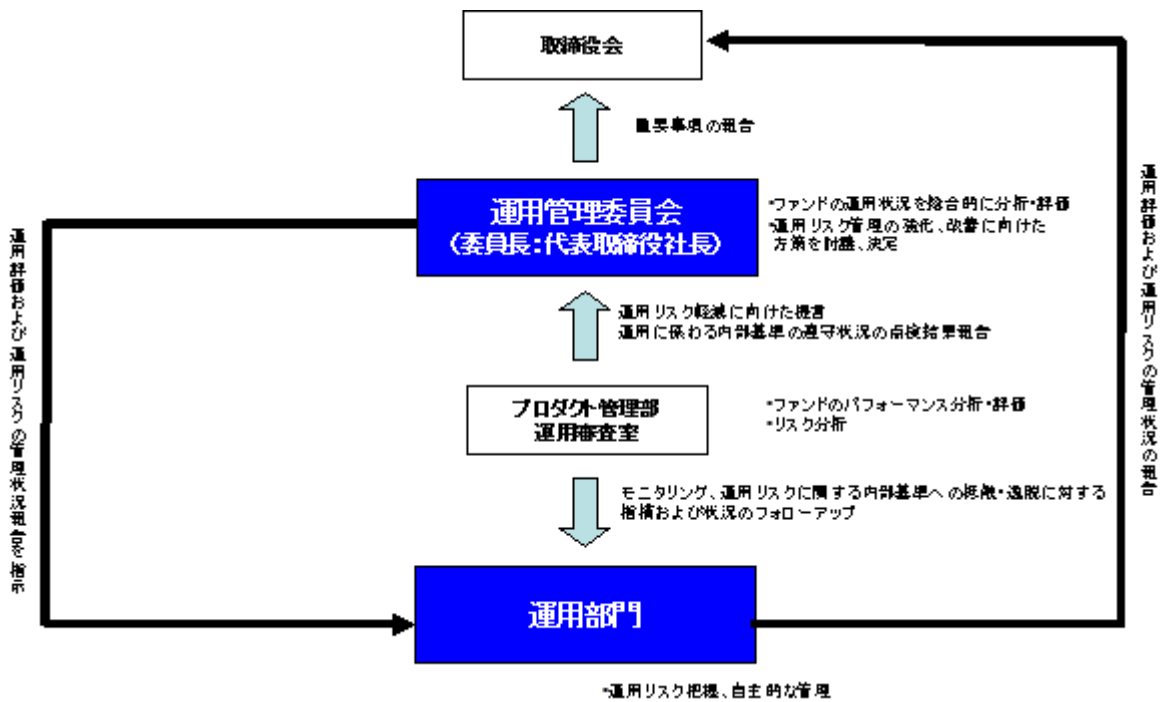 取締役会
重要事項の報告
運用管理委員会
(委員長:代表取締役社長)
・ファンドの運用状況を総合的に分析・評価
・運用リスク管理の強化、改善に向けた
方策を討議、決定
運用リスク軽減に向けた提言
運用に係わる内部基準の遵守状況の点検結果報告
プロダクト管理部
運用審査室
・ファンドのパフォーマンス分析・評価
・リスク分析
モニタリング、運用リスクに関する内部基準への抵触・逸脱に対する
指摘および状況のフォローアップ
運用部門
・運用リスク把握、自主的な管理
運用評価および運用リスクの管理状況報告を指示
運用評価および運用リスクの管理状況の報告